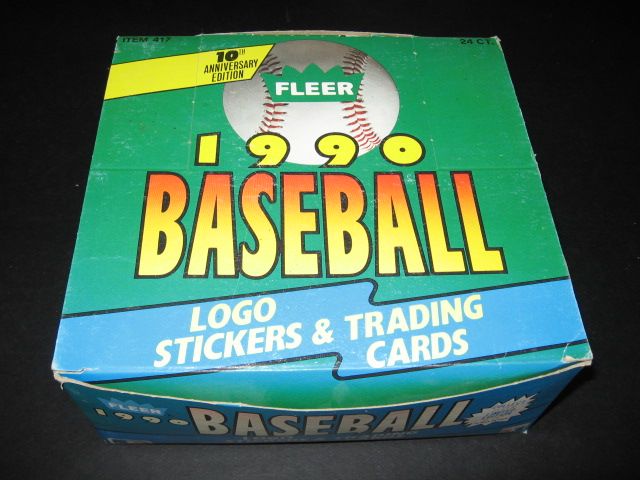 ITEM 417
24 CT.
10TH
ANNIVERSARY
EDITION
FLEER
1990
BASEBALL
LOGO
STICKERS & TRADING
CARDS
FLEER
1990
BASEBALL